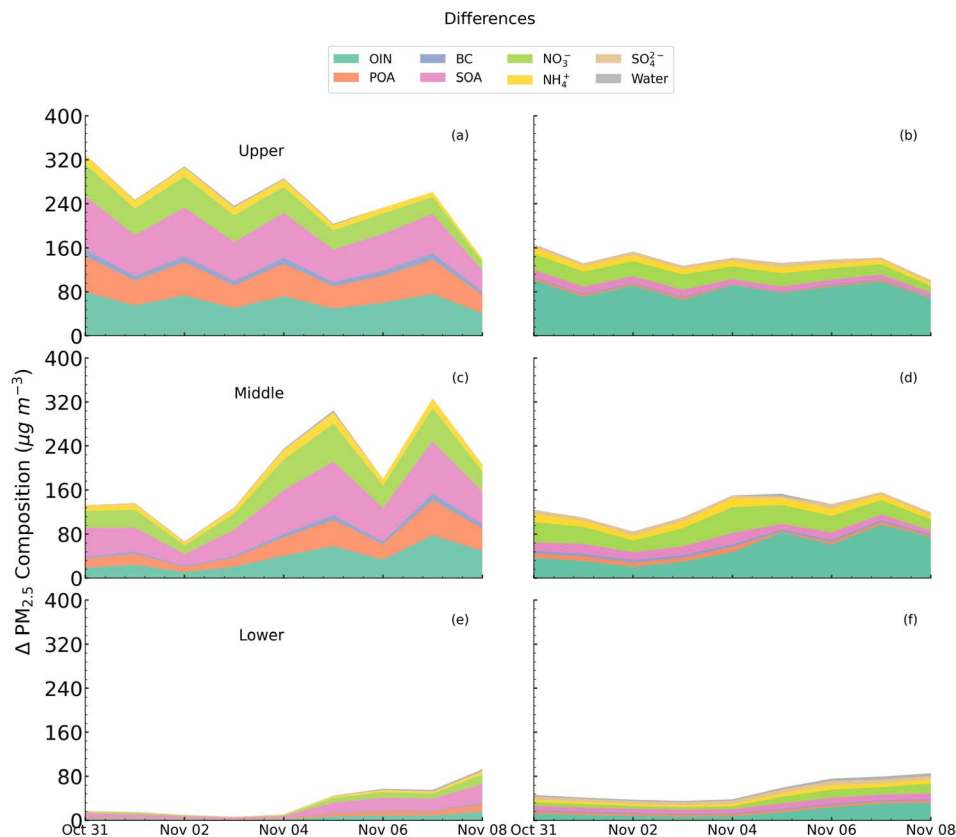 Differences
OIN BC NO₃⁻ SO₄²⁻
POA SOA NH₄⁺ Water
400 (a) (b)
320 Upper
240
160
80
0
400 (c) (d)
320 Middle
240
160
80
0
400 (e) (f)
320 Lower
240
160
80
0
Δ PM₂.₅ Composition (μg m⁻³)
Oct 31 Nov 02 Nov 04 Nov 06 Nov 08 Oct 31 Nov 02 Nov 04 Nov 06 Nov 08